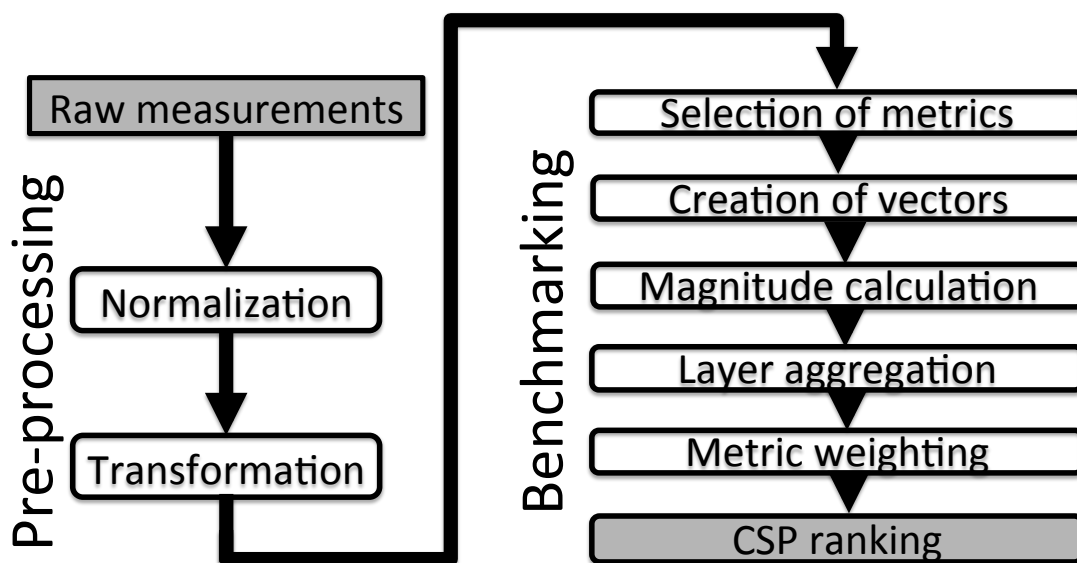 Pre-processing
Raw measurements
Normalization
Transformation
Benchmarking
Selection of metrics
Creation of vectors
Magnitude calculation
Layer aggregation
Metric weighting
CSP ranking